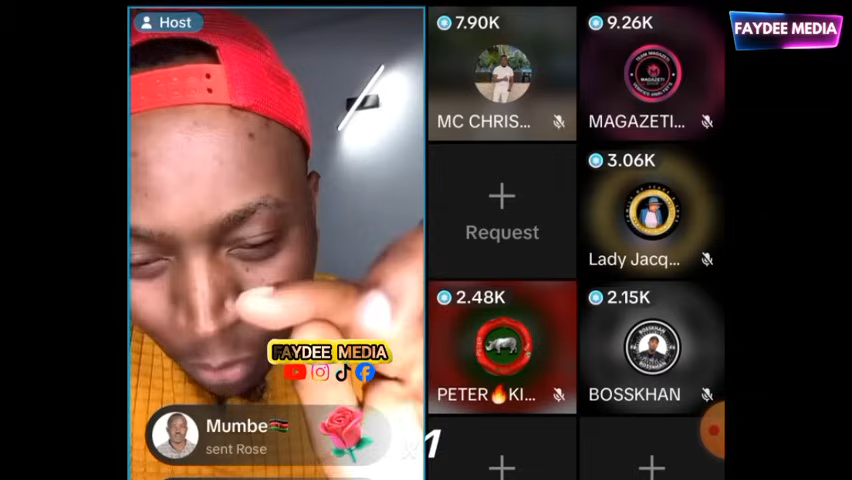 Host
7.90K
MC CHRIS...
9.26K
MAGAZETI...
FAYDEE MEDIA
Request
3.06K
Lady Jacq...
2.48K
PETER🔥KI...
2.15K
BOSSKHAN
FAYDEE MEDIA
Mumbe🇰🇪
sent Rose
x1